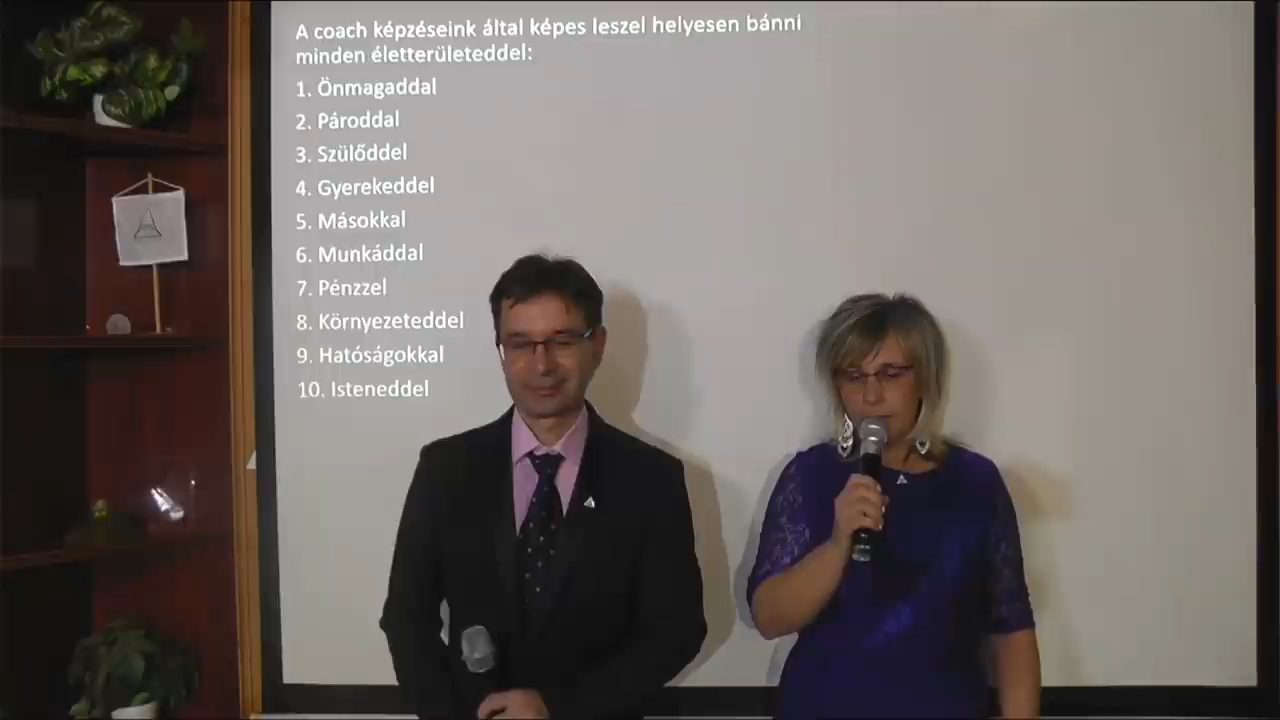 A coach képzéseink által képes leszel helyesen bánni
minden életterületeddel:
1. Önmagaddal
2. Pároddal
3. Szülőddel
4. Gyerekeddel
5. Másokkal
6. Munkáddal
7. Pénzzel
8. Környezeteddel
9. Hatóságokkal
10. Isteneddel